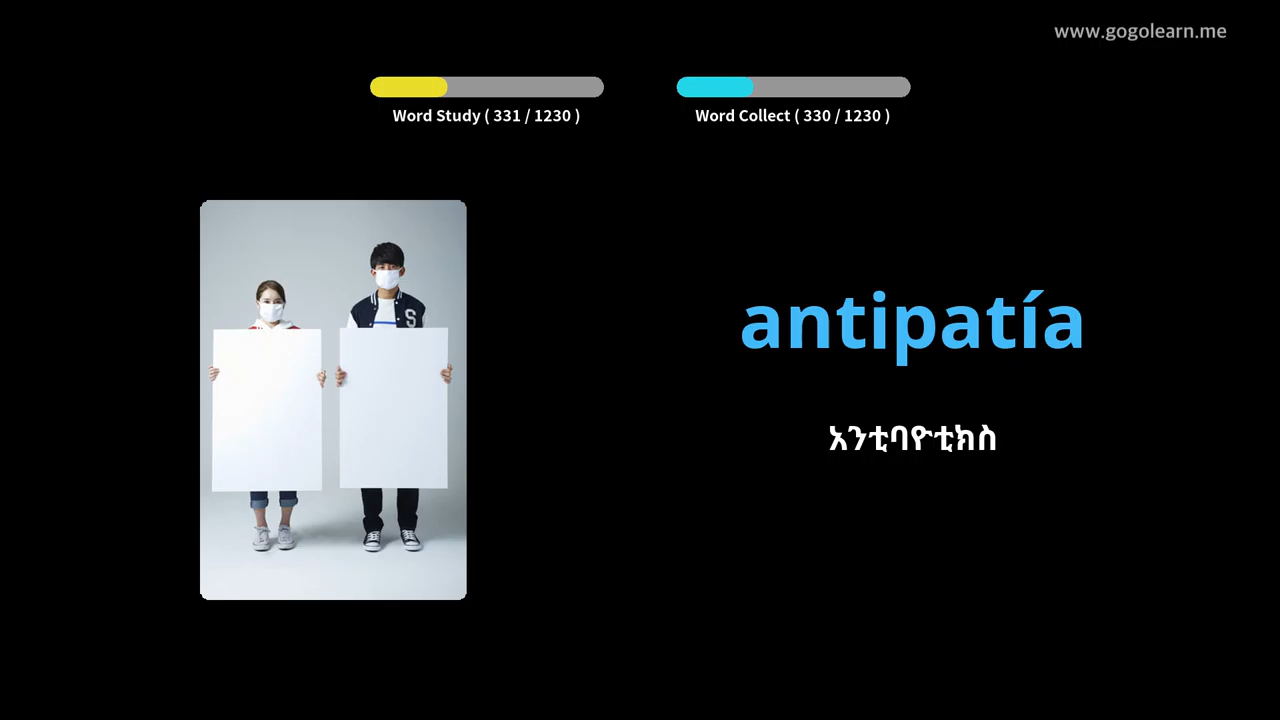 www.gogolearn.me
Word Study ( 331 / 1230 )
Word Collect ( 330 / 1230 )
S
antipatía
አንቲባዮቲክስ